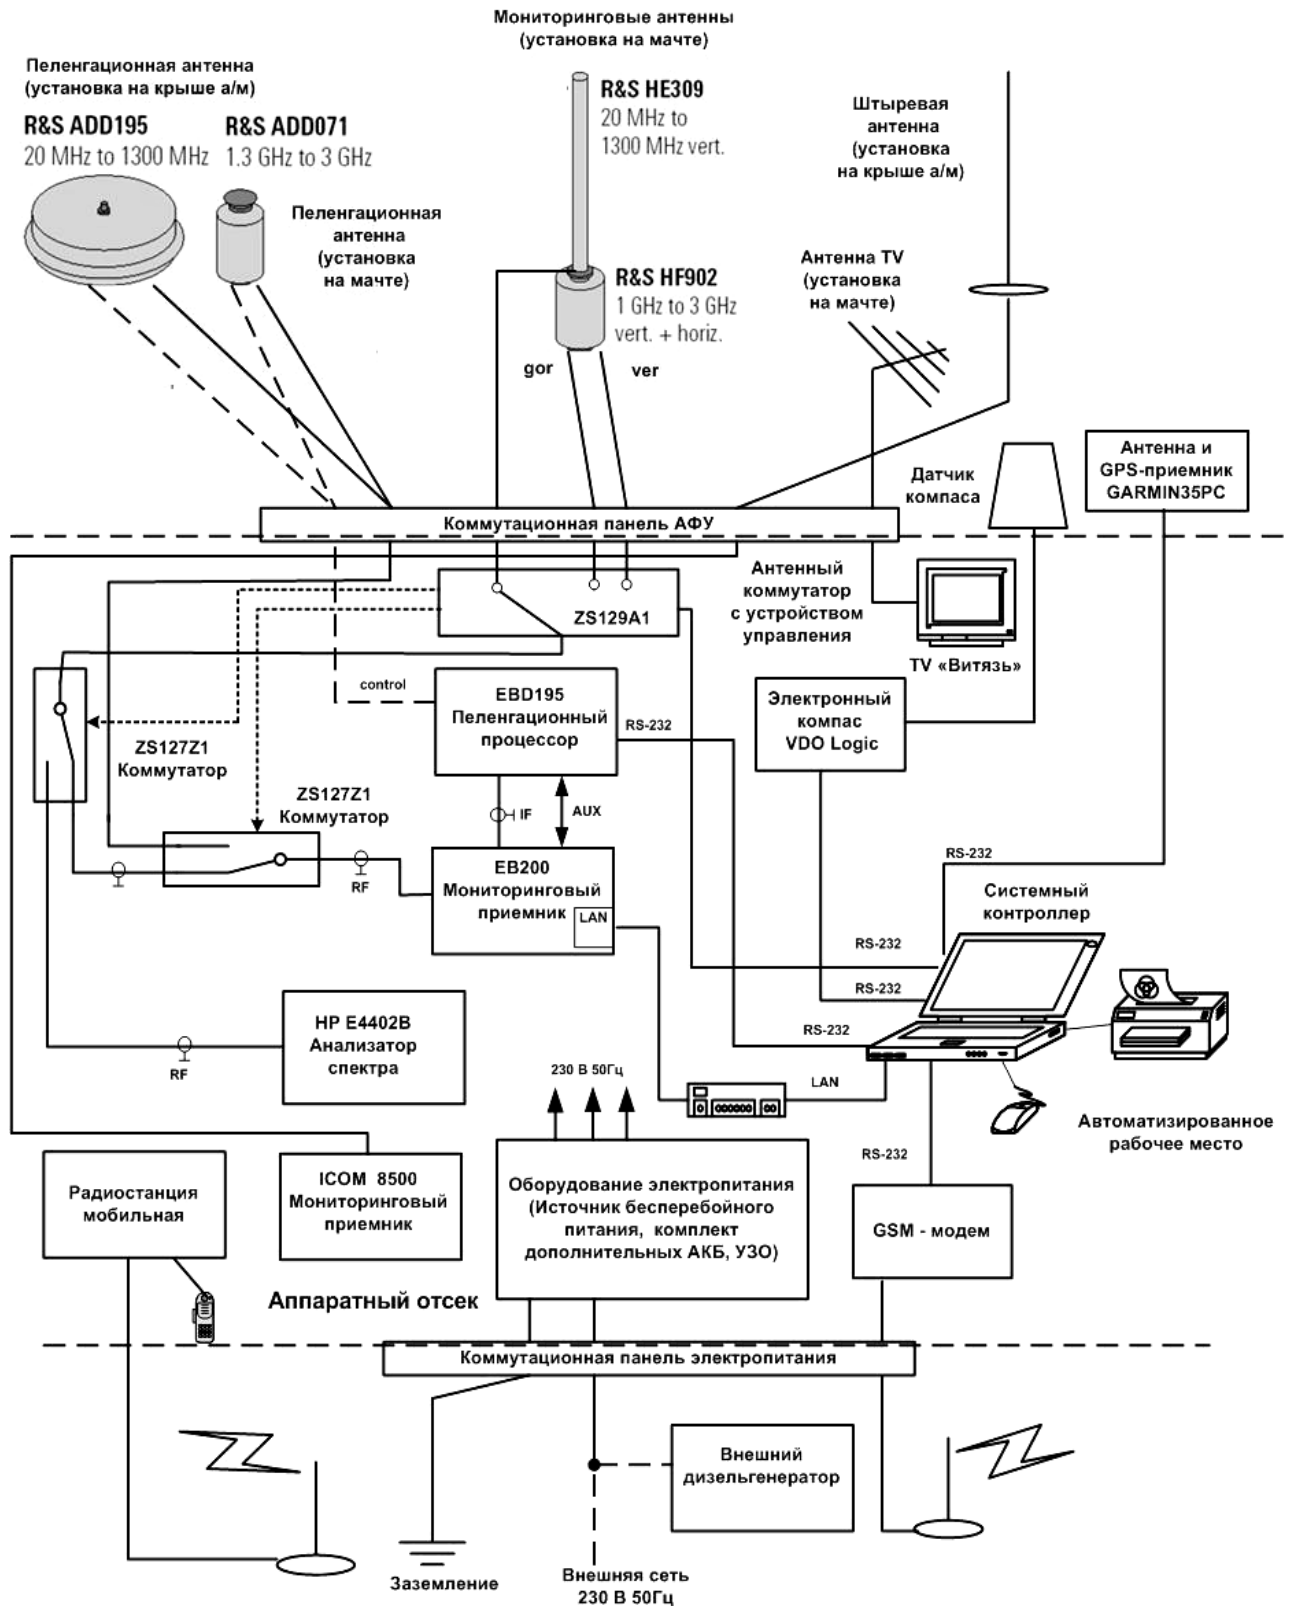 Мониторинговые антенны
(установка на мачте)
Пеленгационная антенна
(установка на крыше а/м)
R&S ADD195
20 MHz to 1300 MHz
R&S ADD071
1.3 GHz to 3 GHz
Пеленгационная
антенна
(установка
на мачте)
R&S HE309
20 MHz to
1300 MHz vert.
R&S HF902
1 GHz to 3 GHz
vert. + horiz.
gor
ver
Штыревая
антенна
(установка
на крыше а/м)
Антенна TV
(установка
на мачте)
Датчик
компаса
Антенна и
GPS-приемник
GARMIN35PC
Коммутационная панель АФУ
ZS129A1
Антенный
коммутатор
с устройством
управления
TV «Витязь»
control
EBD195
Пеленгационный
процессор
RS-232
Электронный
компас
VDO Logic
ZS127Z1
Коммутатор
ZS127Z1
Коммутатор
IF
AUX
RF
EB200
Мониторинговый
приемник
LAN
RS-232
Системный
контроллер
RS-232
RS-232
RS-232
HP E4402B
Анализатор
спектра
RF
230 В 50Гц
LAN
Автоматизированное
рабочее место
RS-232
Радиостанция
мобильная
ICOM 8500
Мониторинговый
приемник
Оборудование электропитания
(Источник бесперебойного
питания, комплект
дополнительных АКБ, УЗО)
GSM - модем
Аппаратный отсек
Коммутационная панель электропитания
Внешний
дизельгенератор
Заземление
Внешняя сеть
230 В 50Гц